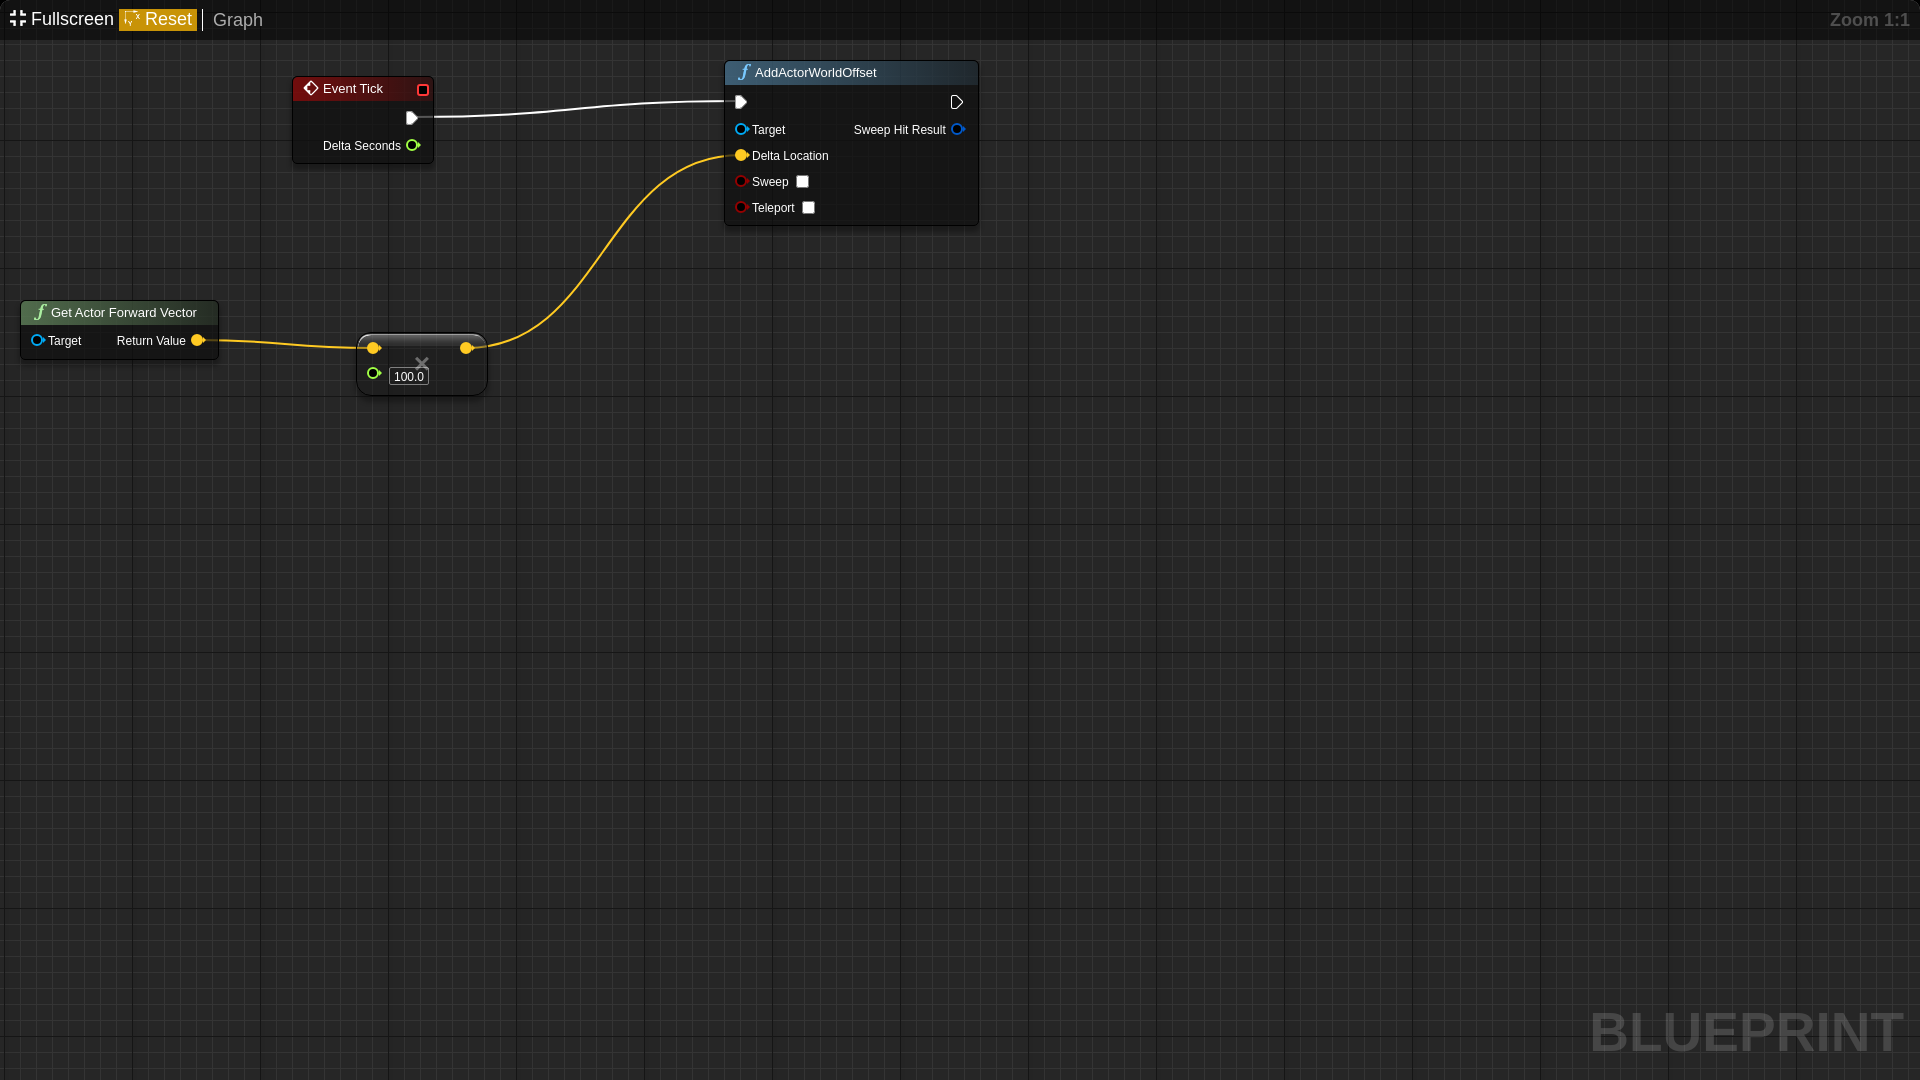 Fullscreen Reset Graph
Zoom 1:1
Event Tick
Delta Seconds
AddActorWorldOffset
Target Sweep Hit Result
Delta Location
Sweep
Teleport
Get Actor Forward Vector
Target Return Value
100.0
BLUEPRINT